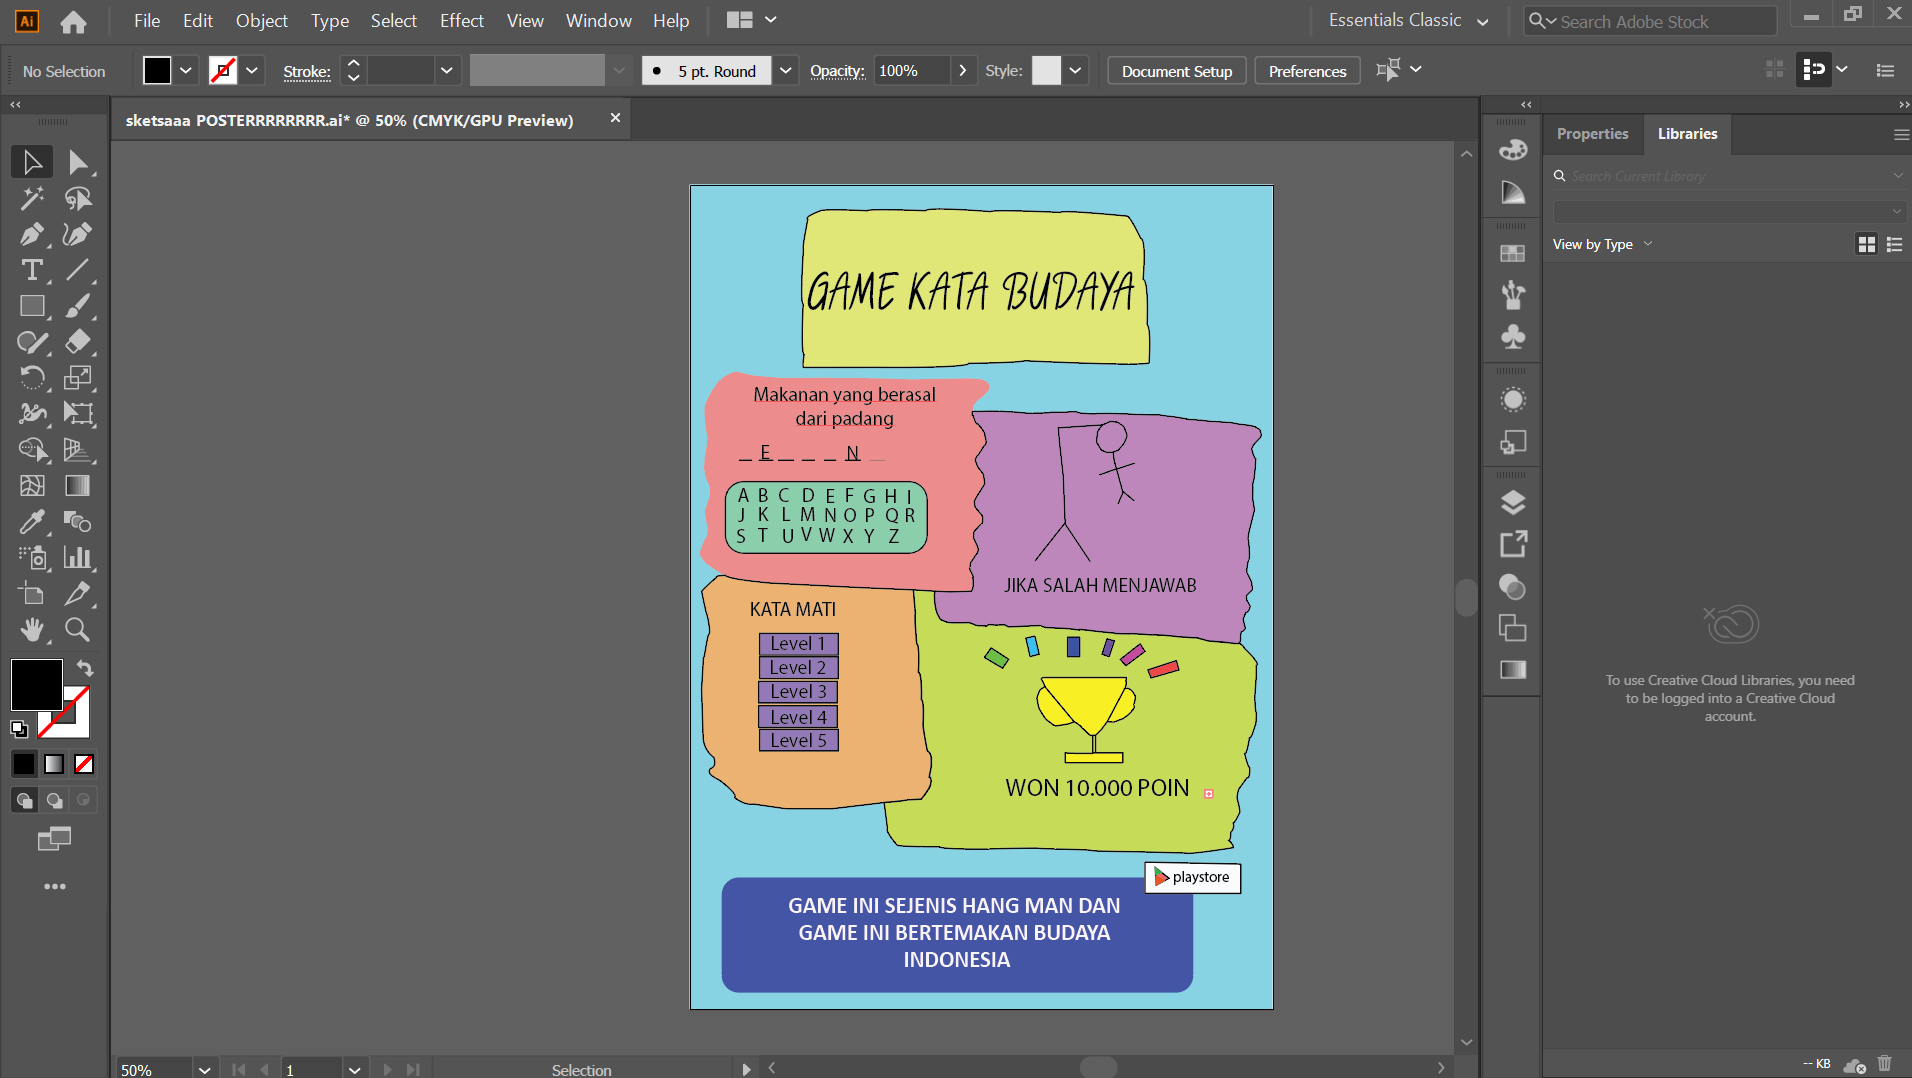 File Edit Object Type Select Effect View Window Help
Essentials Classic
Search Adobe Stock
No Selection
Stroke:
5 pt. Round
Opacity: 100%
Style:
Document Setup
Preferences
sketsaaa POSTERRRRRRRR.ai* @ 50% (CMYK/GPU Preview)
Properties
Libraries
Search Current Library
View by Type
GAME KATA BUDAYA
Makanan yang berasal
dari padang
_ E _ _ _ N _
A B C D E F G H I
J K L M N O P Q R
S T U V W X Y Z
JIKA SALAH MENJAWAB
KATA MATI
Level 1
Level 2
Level 3
Level 4
Level 5
WON 10.000 POIN
playstore
GAME INI SEJENIS HANG MAN DAN
GAME INI BERTEMAKAN BUDAYA
INDONESIA
To use Creative Cloud Libraries, you need
to be logged into a Creative Cloud
account.
50%
1
Selection
-- KB